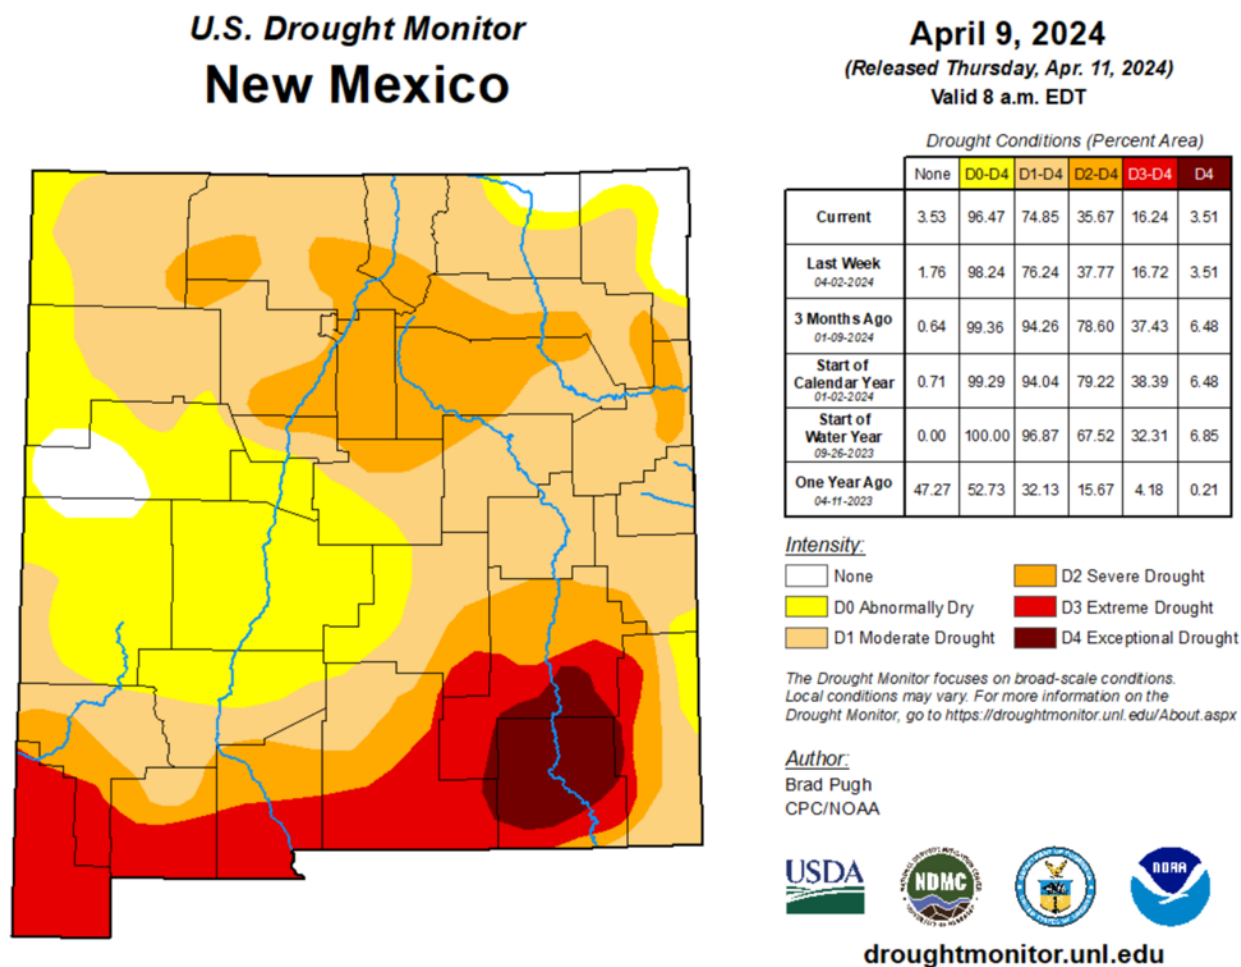 U.S. Drought Monitor
New Mexico
April 9, 2024
(Released Thursday, Apr. 11, 2024)
Valid 8 a.m. EDT
Drought Conditions (Percent Area)
None D0-D4 D1-D4 D2-D4 D3-D4 D4
Current 3.53 96.47 74.85 35.67 16.24 3.51
Last Week
04-02-2024 1.76 98.24 76.24 37.77 16.72 3.51
3 Months Ago
01-09-2024 0.64 99.36 94.26 78.60 37.43 6.48
Start of
Calendar Year
01-02-2024 0.71 99.29 94.04 79.22 38.39 6.48
Start of
Water Year
09-26-2023 0.00 100.00 96.87 67.52 32.31 6.85
One Year Ago
04-11-2023 47.27 52.73 32.13 15.67 4.18 0.21
Intensity:
None
D0 Abnormally Dry
D1 Moderate Drought
D2 Severe Drought
D3 Extreme Drought
D4 Exceptional Drought
The Drought Monitor focuses on broad-scale conditions.
Local conditions may vary. For more information on the
Drought Monitor, go to https://droughtmonitor.unl.edu/About.aspx
Author:
Brad Pugh
CPC/NOAA
USDA
NDMC
NOAA
droughtmonitor.unl.edu